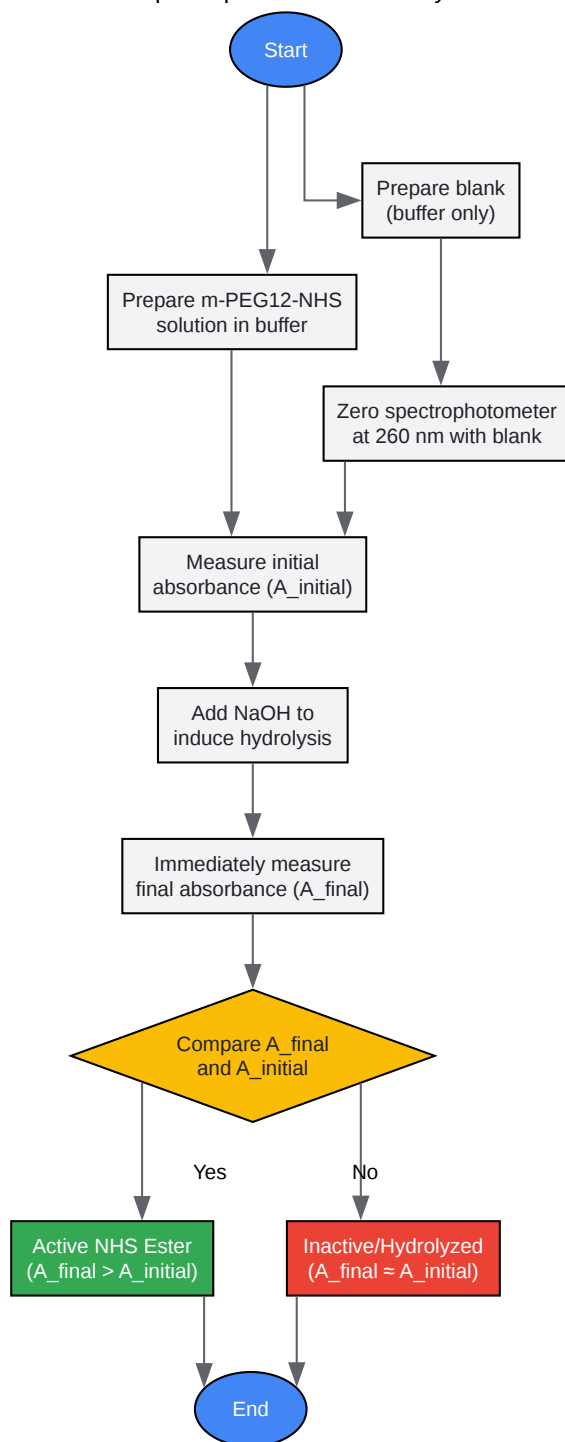 Start
Prepare blank
(buffer only)
Prepare m-PEG12-NHS
solution in buffer
Zero spectrophotometer
at 260 nm with blank
Measure initial
absorbance (A_initial)
Add NaOH to
induce hydrolysis
Immediately measure
final absorbance (A_final)
Compare A_final
and A_initial
Yes
No
Active NHS Ester
(A_final > A_initial)
Inactive/Hydrolyzed
(A_final ≈ A_initial)
End